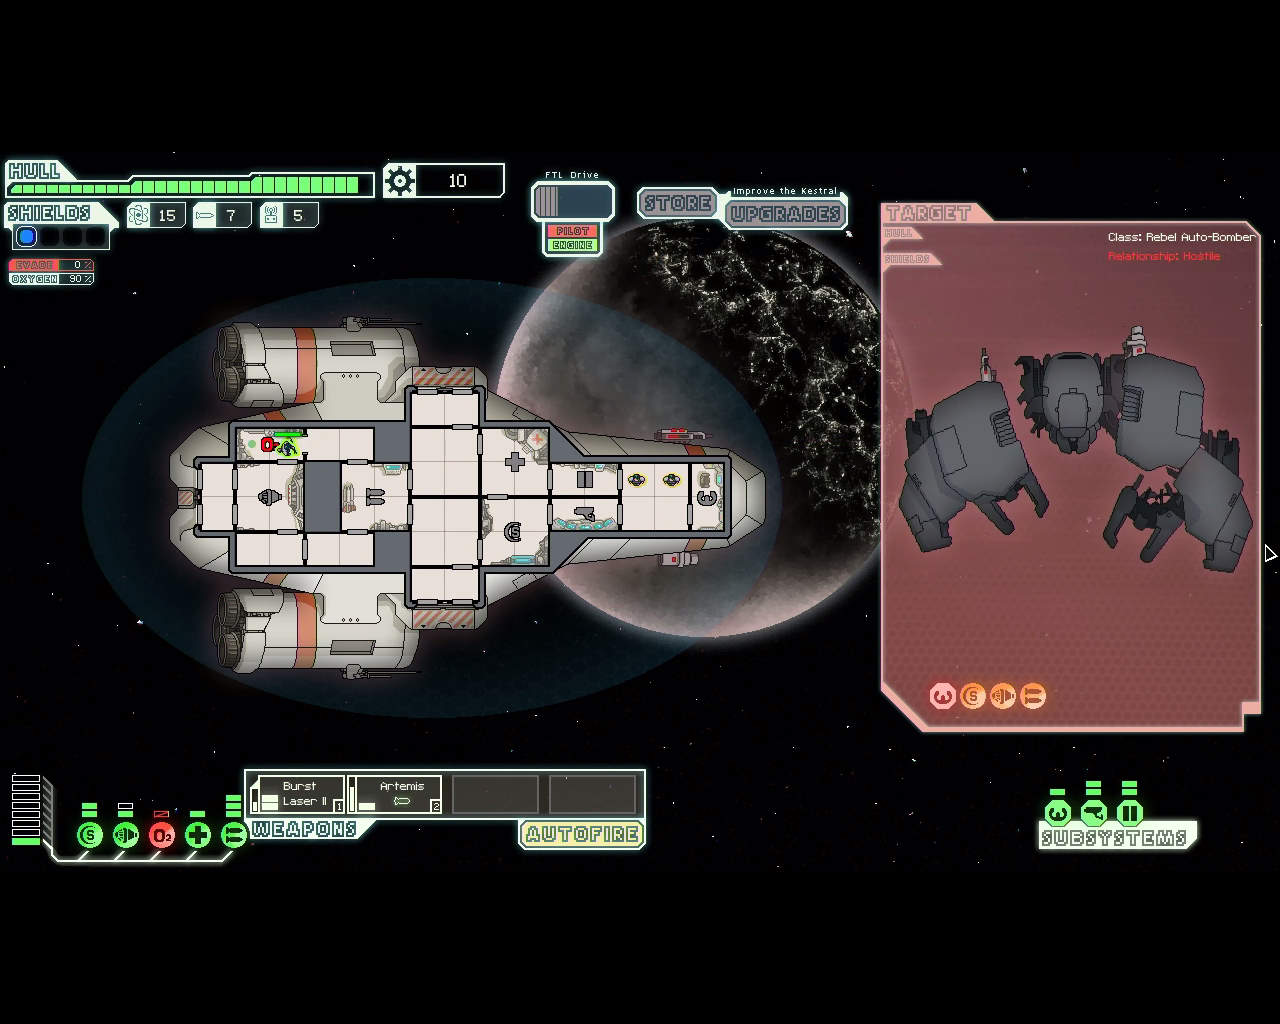 HULL
10
FTL Drive
STORE
Improve the Kestral
UPGRADES
SHIELDS
15
7
5
PILOT
ENGINE
EVADE 0 %
OXYGEN 90 %
TARGET
HULL
SHIELDS
Class: Rebel Auto-Bomber
Relationship: Hostile
Burst
Laser II 1
Artemis
2
WEAPONS
AUTOFIRE
O2
SUBSYSTEMS